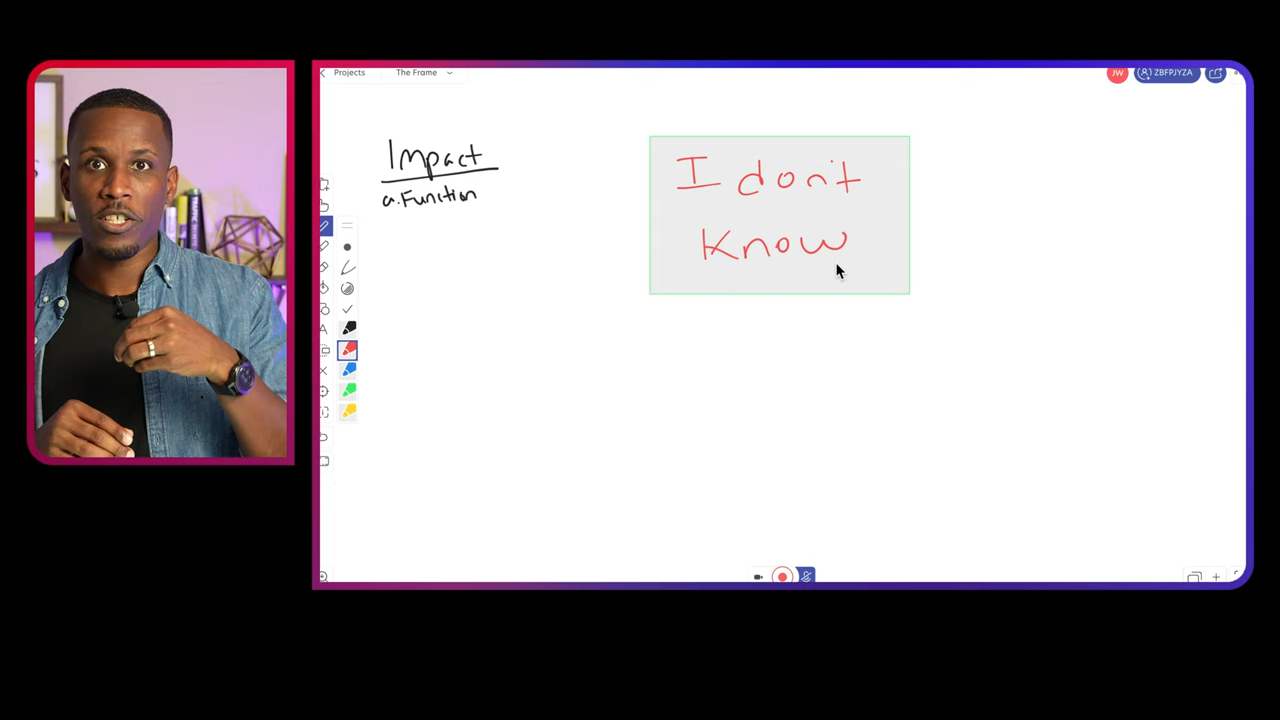 Projects
The Frame
JW
ZBFPJYZA
Impact
a. Function
I don't
Know
A